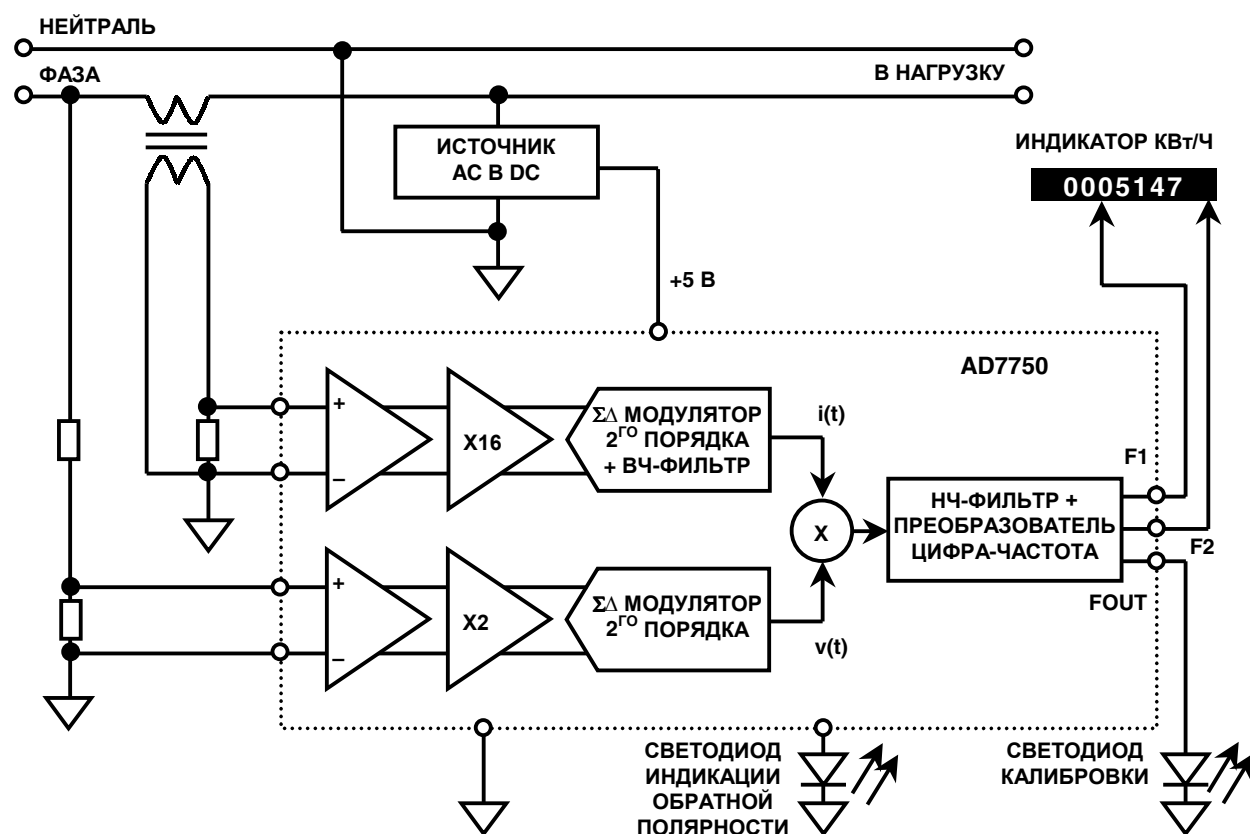 НЕЙТРАЛЬ
ФАЗА
В НАГРУЗКУ
ИСТОЧНИК
AC В DC
ИНДИКАТОР КВт/Ч
0005147
+5 В
AD7750
+
–
X16
ΣΔ МОДУЛЯТОР
2ГО ПОРЯДКА
+ ВЧ-ФИЛЬТР
i(t)
X
НЧ-ФИЛЬТР +
ПРЕОБРАЗОВАТЕЛЬ
ЦИФРА-ЧАСТОТА
F1
F2
FOUT
+
–
X2
ΣΔ МОДУЛЯТОР
2ГО ПОРЯДКА
v(t)
СВЕТОДИОД
ИНДИКАЦИИ
ОБРАТНОЙ
ПОЛЯРНОСТИ
СВЕТОДИОД
КАЛИБРОВКИ